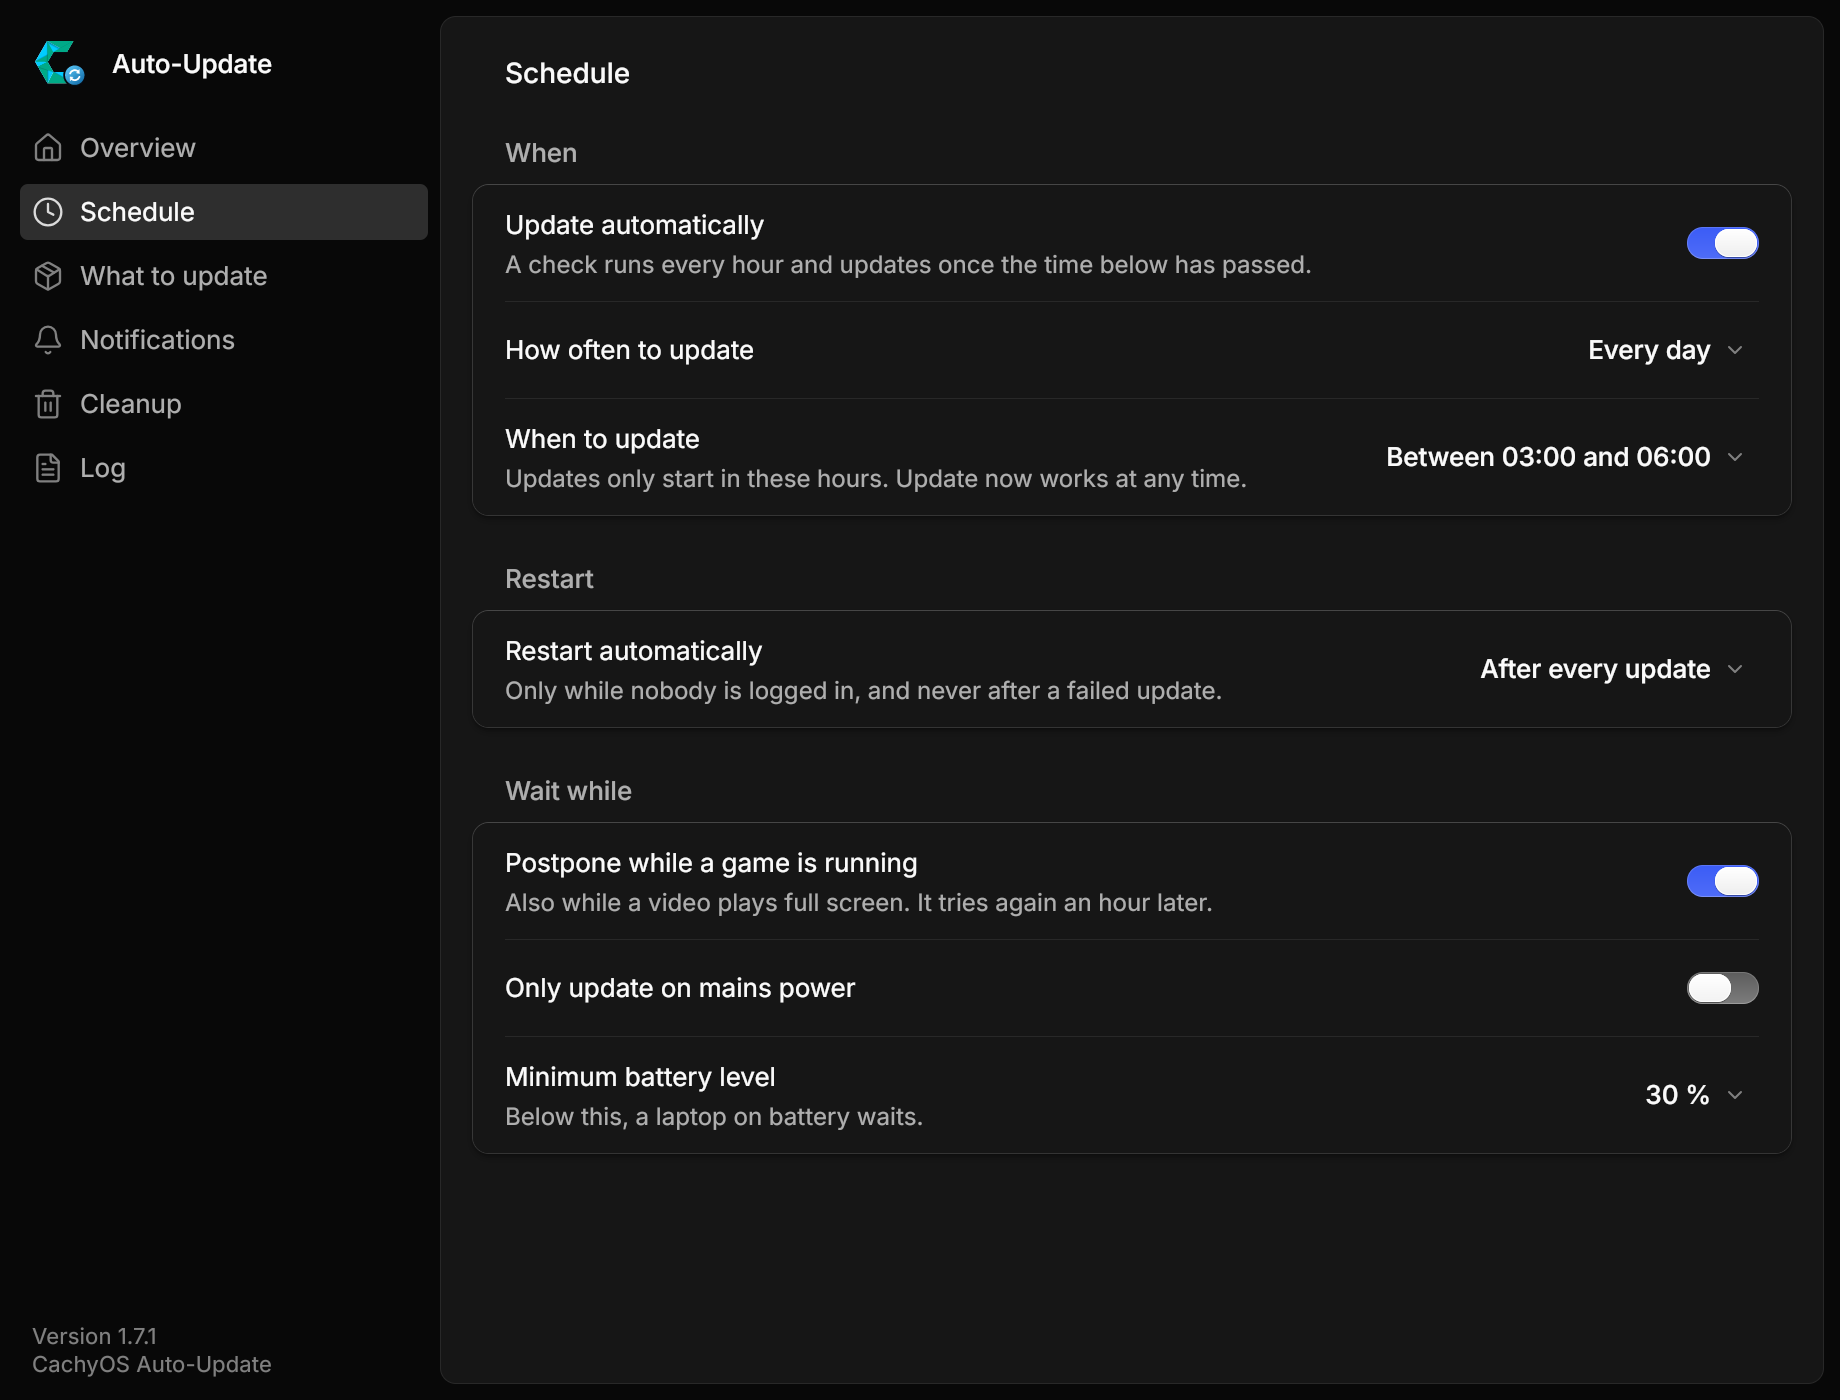 Auto-Update
Overview
Schedule
What to update
Notifications
Cleanup
Log
Version 1.7.1
CachyOS Auto-Update
Schedule
When
Update automatically
A check runs every hour and updates once the time below has passed.
How often to update
Every day
When to update
Updates only start in these hours. Update now works at any time.
Between 03:00 and 06:00
Restart
Restart automatically
Only while nobody is logged in, and never after a failed update.
After every update
Wait while
Postpone while a game is running
Also while a video plays full screen. It tries again an hour later.
Only update on mains power
Minimum battery level
Below this, a laptop on battery waits.
30 %